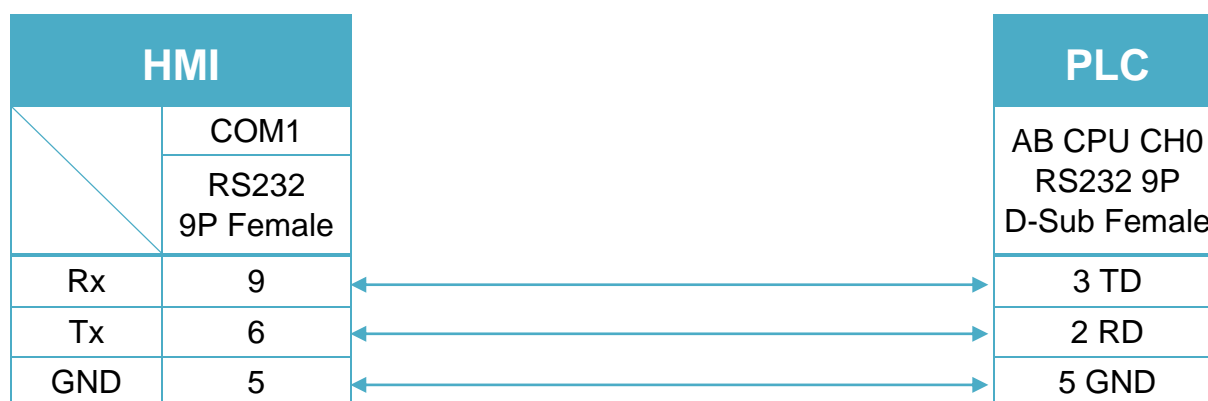 HMI PLC
COM1
RS232
9P Female
AB CPU CH0
RS232 9P
D-Sub Female
Rx 9 3 TD
Tx 6 2 RD
GND 5 5 GND